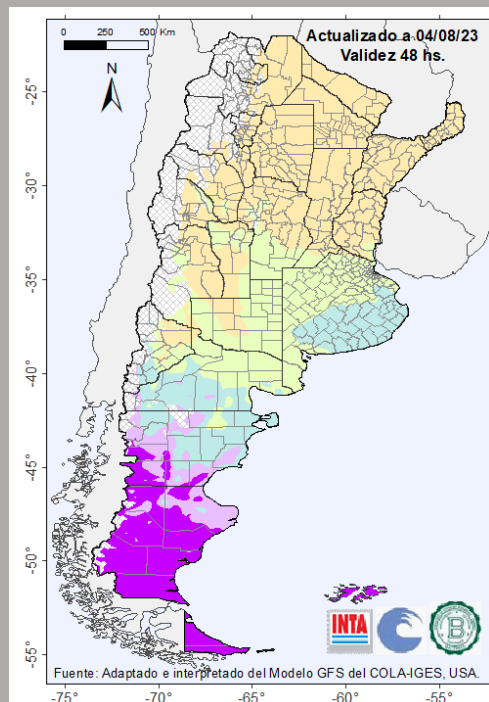 0 250 500 Km
Actualizado a 04/08/23
Validez 48 hs.
N
-25°
-30°
-35°
-40°
-45°
-50°
-55°
INTA
B
Fuente: Adaptado e interpretado del Modelo GFS del COLA-IGES, USA.
-75° -70° -65° -60° -55°